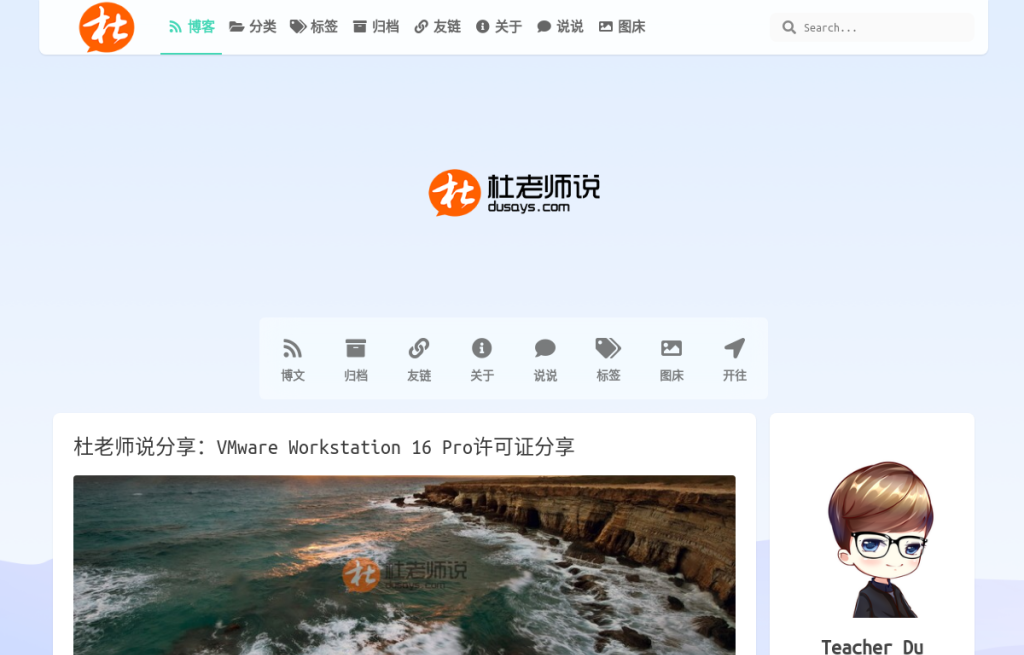 杜
博客 分类 标签 归档 友链 关于 说说 图床
Search...
杜 杜老师说
dusays.com
博文 归档 友链 关于 说说 标签 图床 开往
杜老师说分享：VMware Workstation 16 Pro许可证分享
杜 杜老师说
dusays.com
Teacher Du